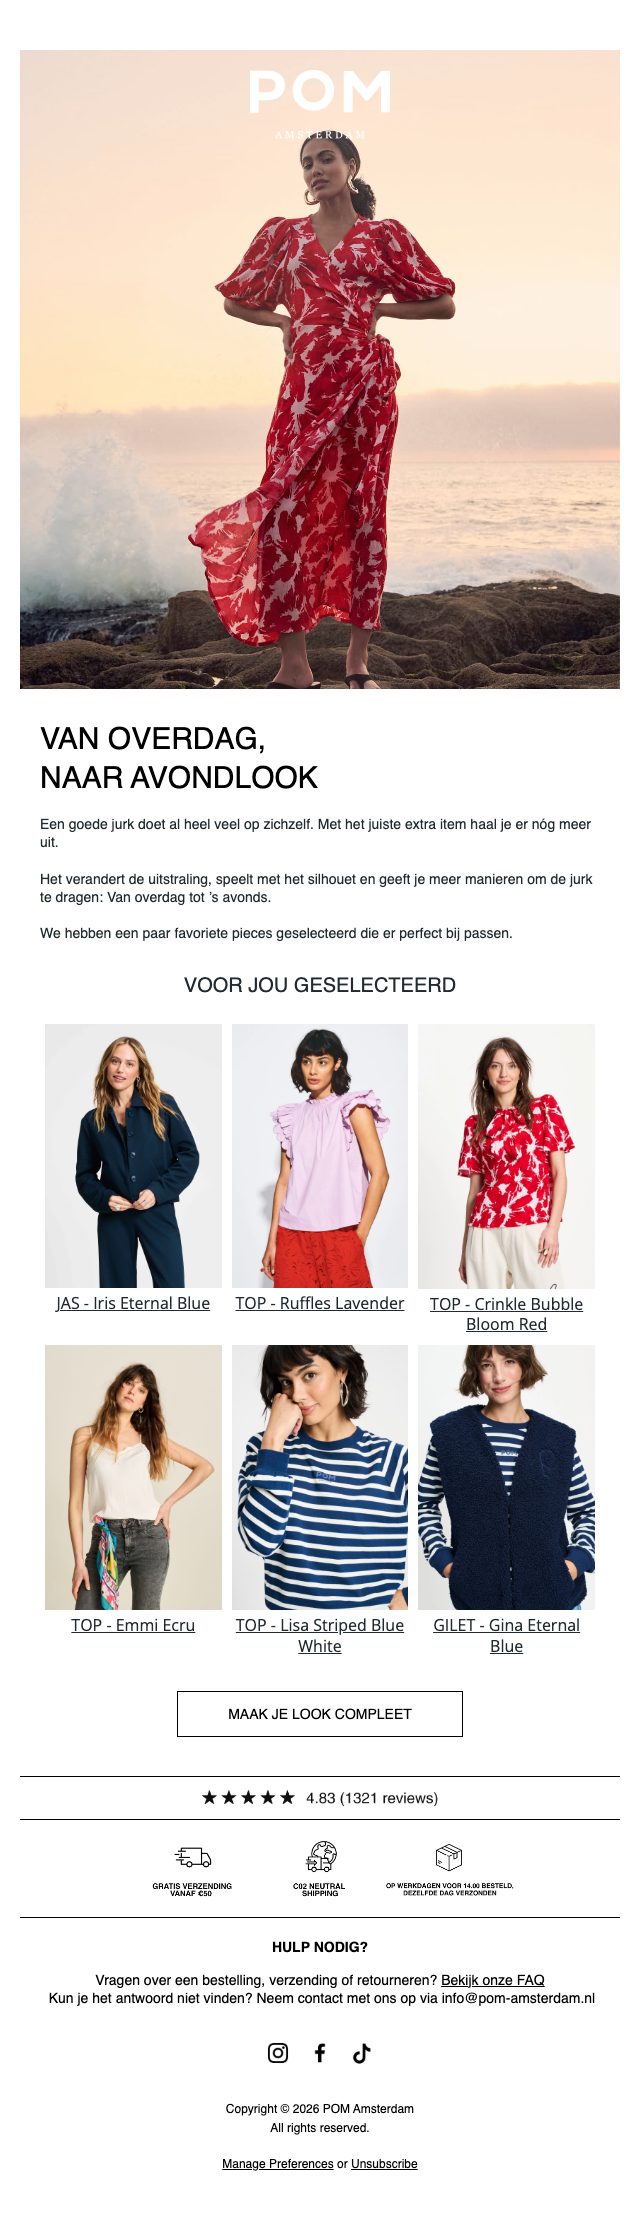 POM
AMSTERDAM
VAN OVERDAG,
NAAR AVONDLOOK
Een goede jurk doet al heel veel op zichzelf. Met het juiste extra item haal je er nóg meer
uit.
Het verandert de uitstraling, speelt met het silhouet en geeft je meer manieren om de jurk
te dragen: Van overdag tot 's avonds.
We hebben een paar favoriete pieces geselecteerd die er perfect bij passen.
VOOR JOU GESELECTEERD
JAS - Iris Eternal Blue
TOP - Ruffles Lavender
TOP - Crinkle Bubble
Bloom Red
POM
TOP - Emmi Ecru
TOP - Lisa Striped Blue
White
GILET - Gina Eternal
Blue
MAAK JE LOOK COMPLEET
4.83 (1321 reviews)
GRATIS VERZENDING
VANAF €50
C02 NEUTRAL
SHIPPING
OP WERKDAGEN VOOR 14.00 BESTELD,
DEZELFDE DAG VERZONDEN
HULP NODIG?
Vragen over een bestelling, verzending of retourneren? Bekijk onze FAQ
Kun je het antwoord niet vinden? Neem contact met ons op via info@pom-amsterdam.nl
Copyright © 2026 POM Amsterdam
All rights reserved.
Manage Preferences or Unsubscribe